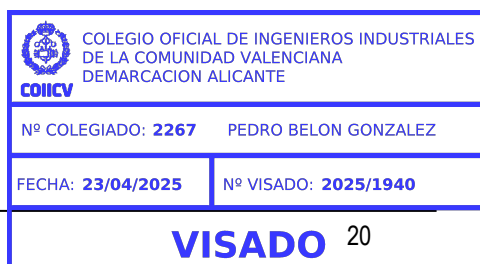 COLEGIO OFICIAL DE INGENIEROS INDUSTRIALES
DE LA COMUNIDAD VALENCIANA
DEMARCACION ALICANTE
COIICV
Nº COLEGIADO: 2267 PEDRO BELON GONZALEZ
FECHA: 23/04/2025 Nº VISADO: 2025/1940
VISADO 20